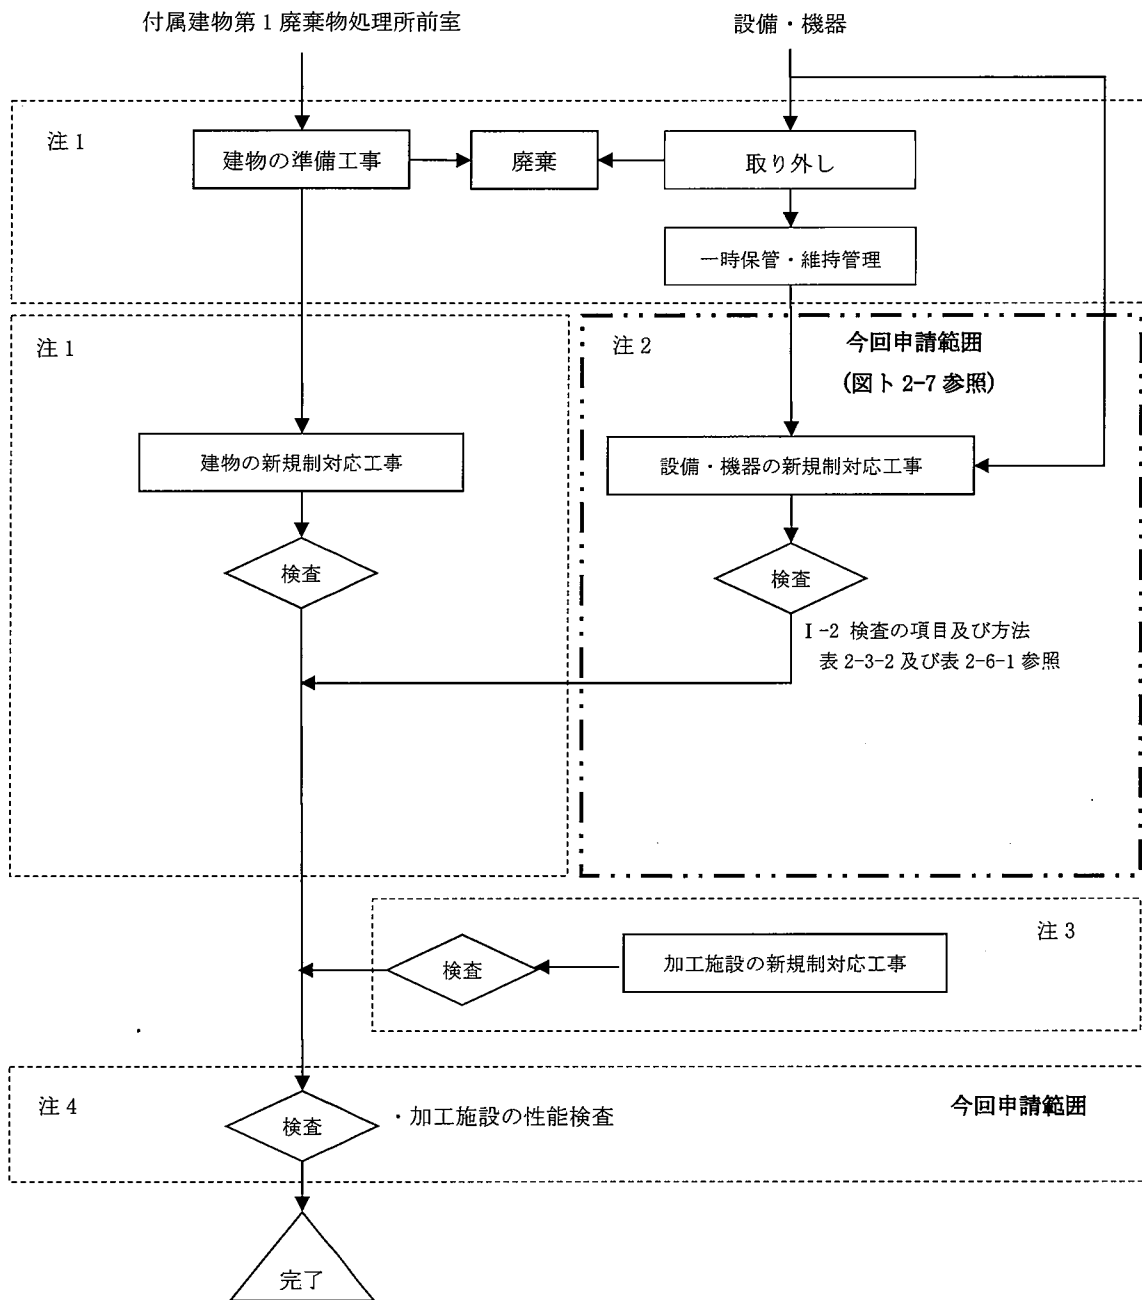 付属建物第1廃棄物処理所前室
設備・機器
注1
建物の準備工事
廃棄
取り外し
一時保管・維持管理
注1
注2
今回申請範囲
(図ト2-7参照)
建物の新規制対応工事
設備・機器の新規制対応工事
検査
検査
Ⅰ-2 検査の項目及び方法
表2-3-2及び表2-6-1参照
注3
検査
加工施設の新規制対応工事
注4
検査
・加工施設の性能検査
今回申請範囲
完了